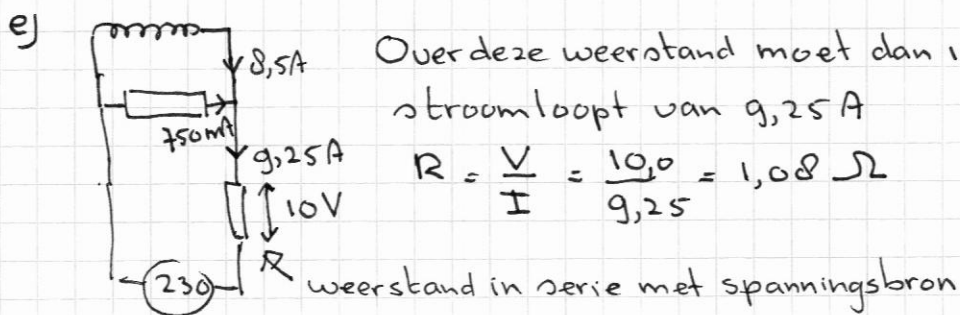 e)
8,5A
750mA
9,25A
10V
R
230
Over deze weerstand moet dan
stroomloopt van 9,25 A
R = V/I = 10,0/9,25 = 1,08 Ω
weerstand in serie met spanningsbron